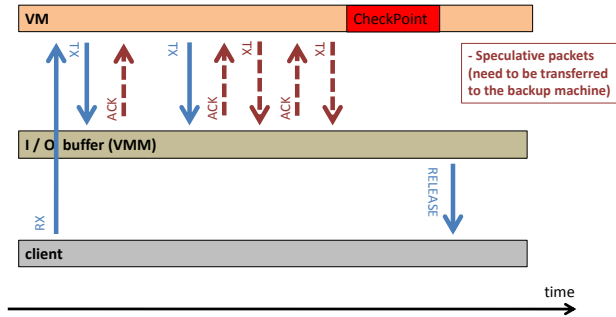 VM
CheckPoint
TX
TX
TX
TX
- Speculative packets
(need to be transferred
to the backup machine)
ACK
ACK
ACK
I / O buffer (VMM)
RX
RELEASE
client
time